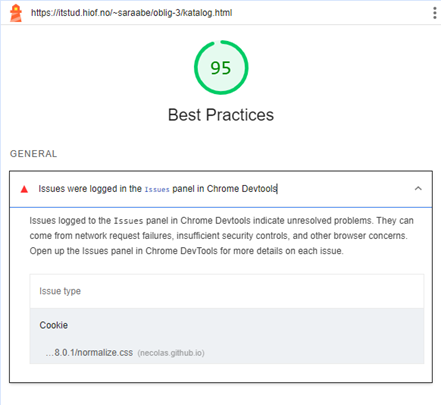 https://itstud.hiof.no/~saraabe/oblig-3/katalog.html
95
Best Practices
GENERAL
Issues were logged in the Issues panel in Chrome Devtools
Issues logged to the Issues panel in Chrome Devtools indicate unresolved problems. They can
come from network request failures, insufficient security controls, and other browser concerns.
Open up the Issues panel in Chrome DevTools for more details on each issue.
Issue type
Cookie
…8.0.1/normalize.css (necolas.github.io)